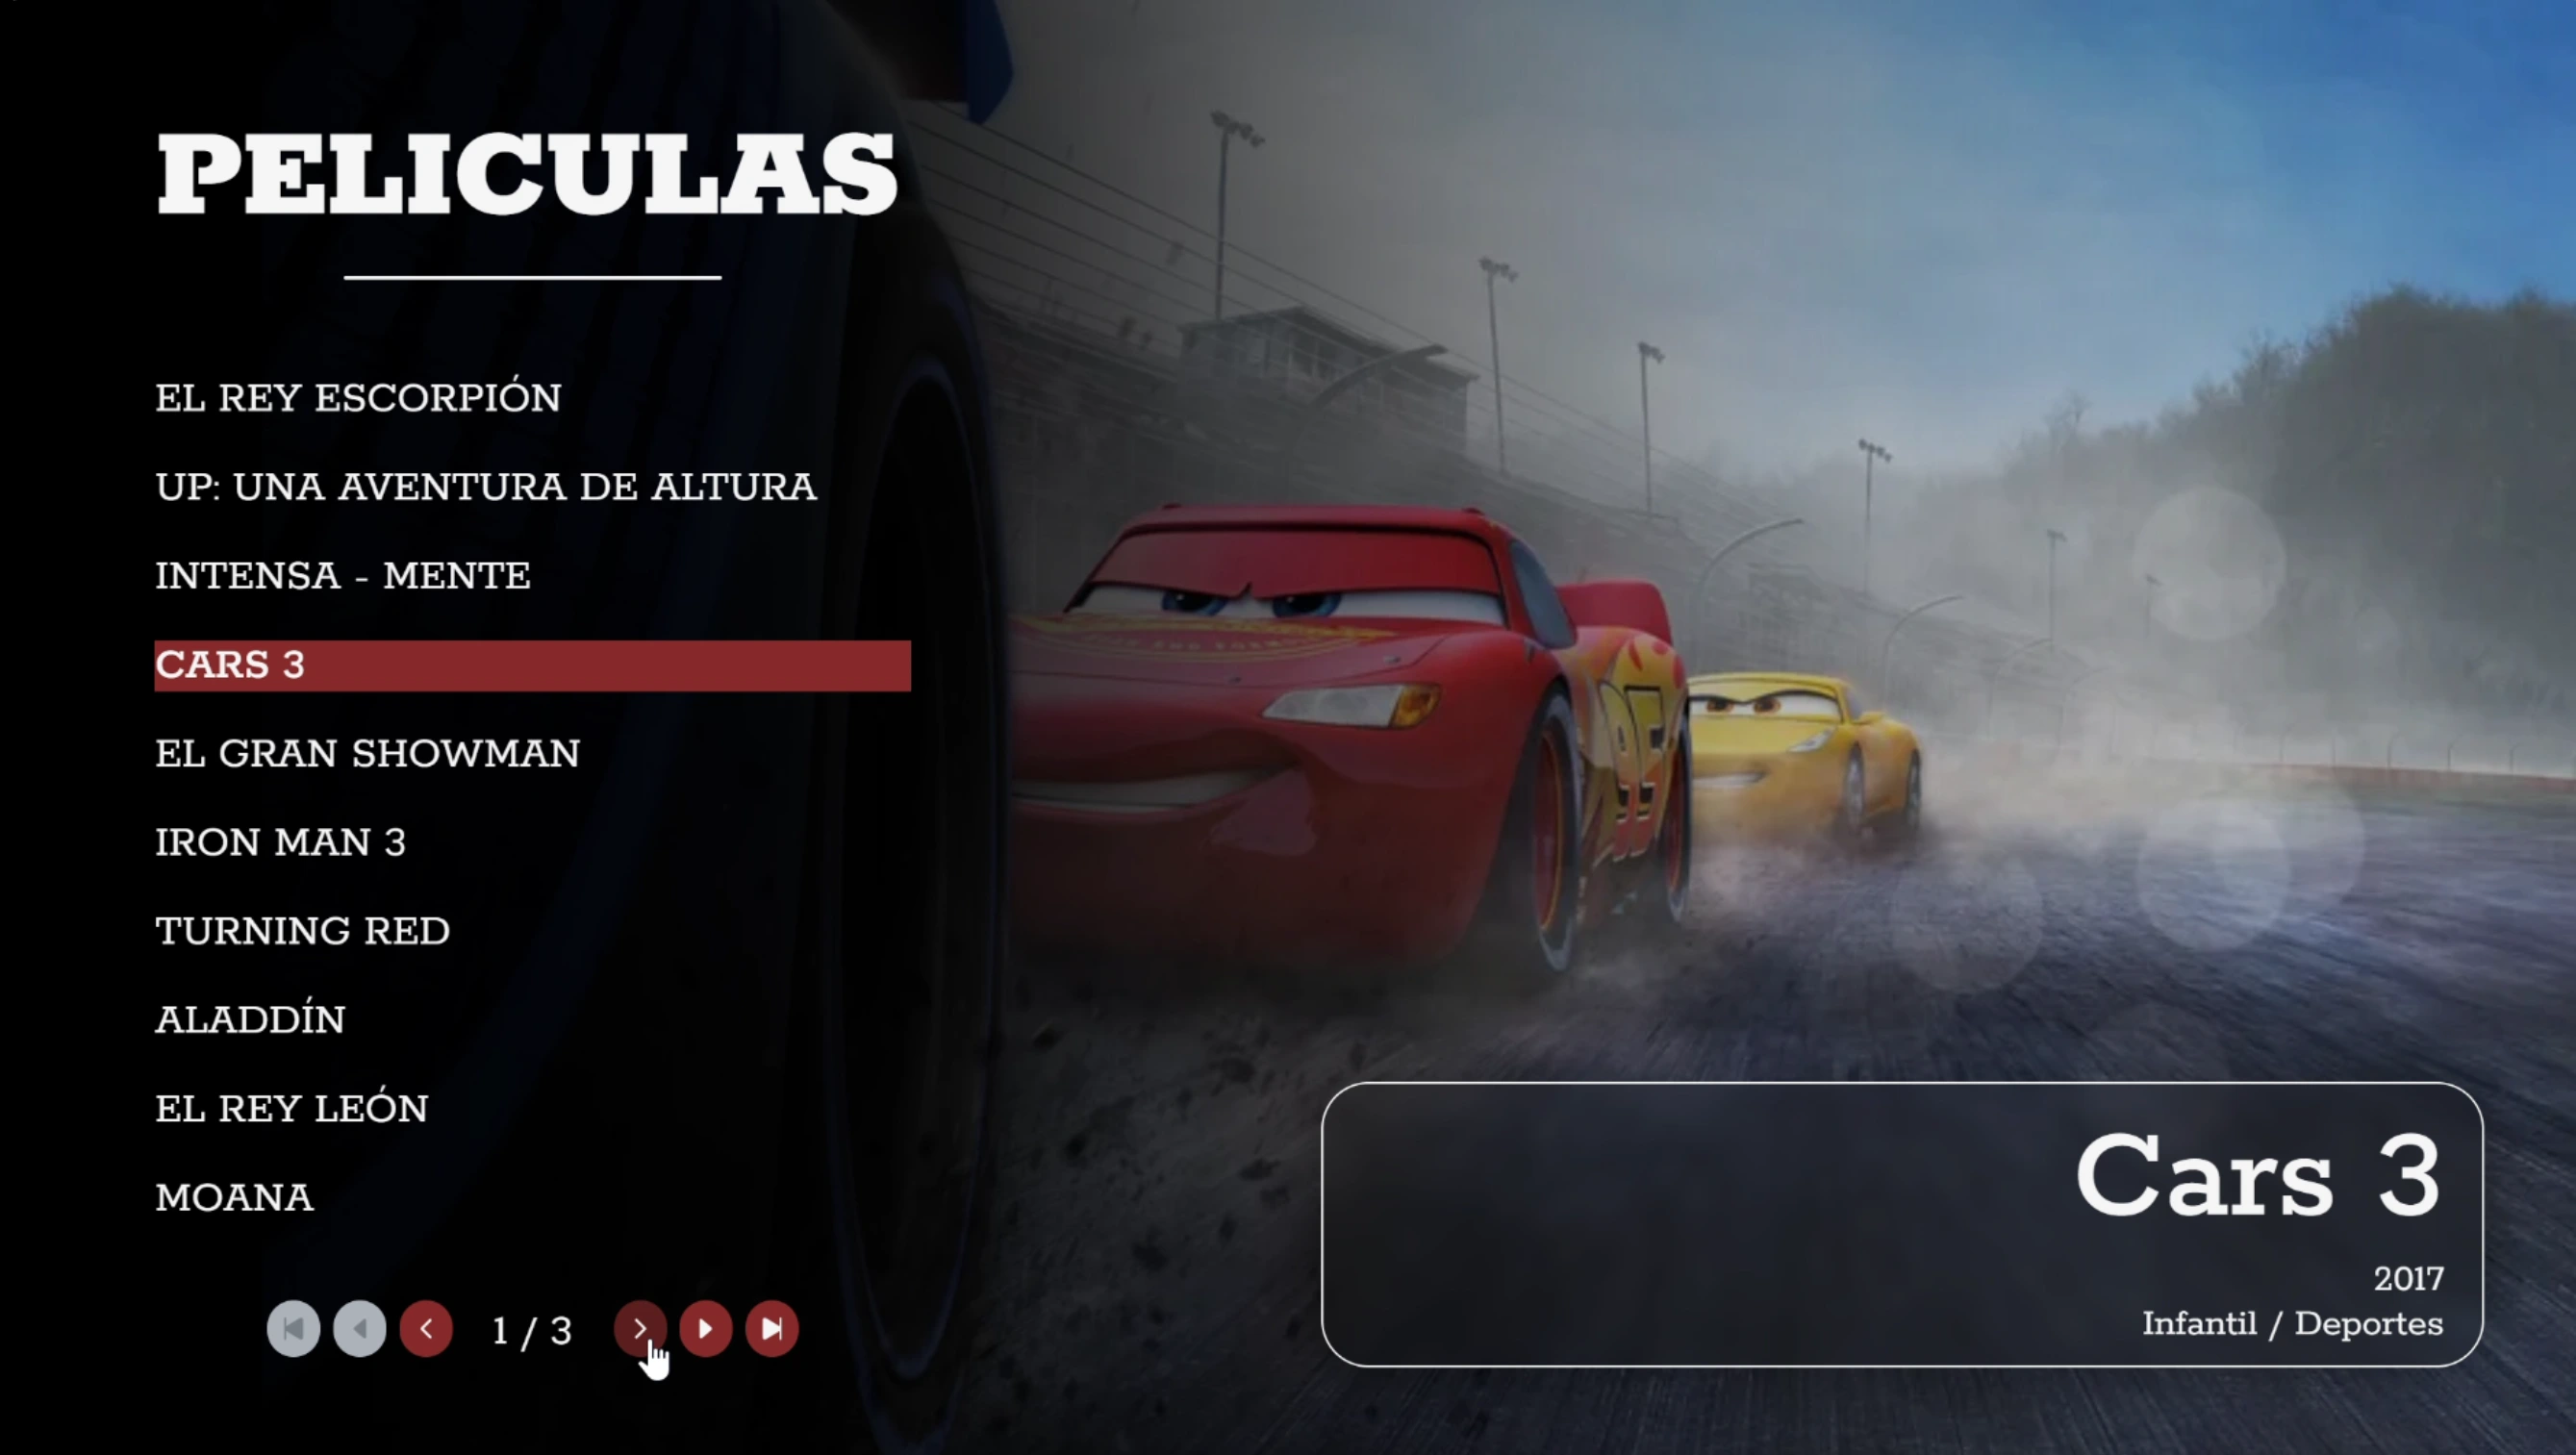 PELICULAS
EL REY ESCORPIÓN
UP: UNA AVENTURA DE ALTURA
INTENSA - MENTE
CARS 3
EL GRAN SHOWMAN
IRON MAN 3
TURNING RED
ALADDÍN
EL REY LEÓN
MOANA
1 / 3
95
Cars 3
2017
Infantil / Deportes